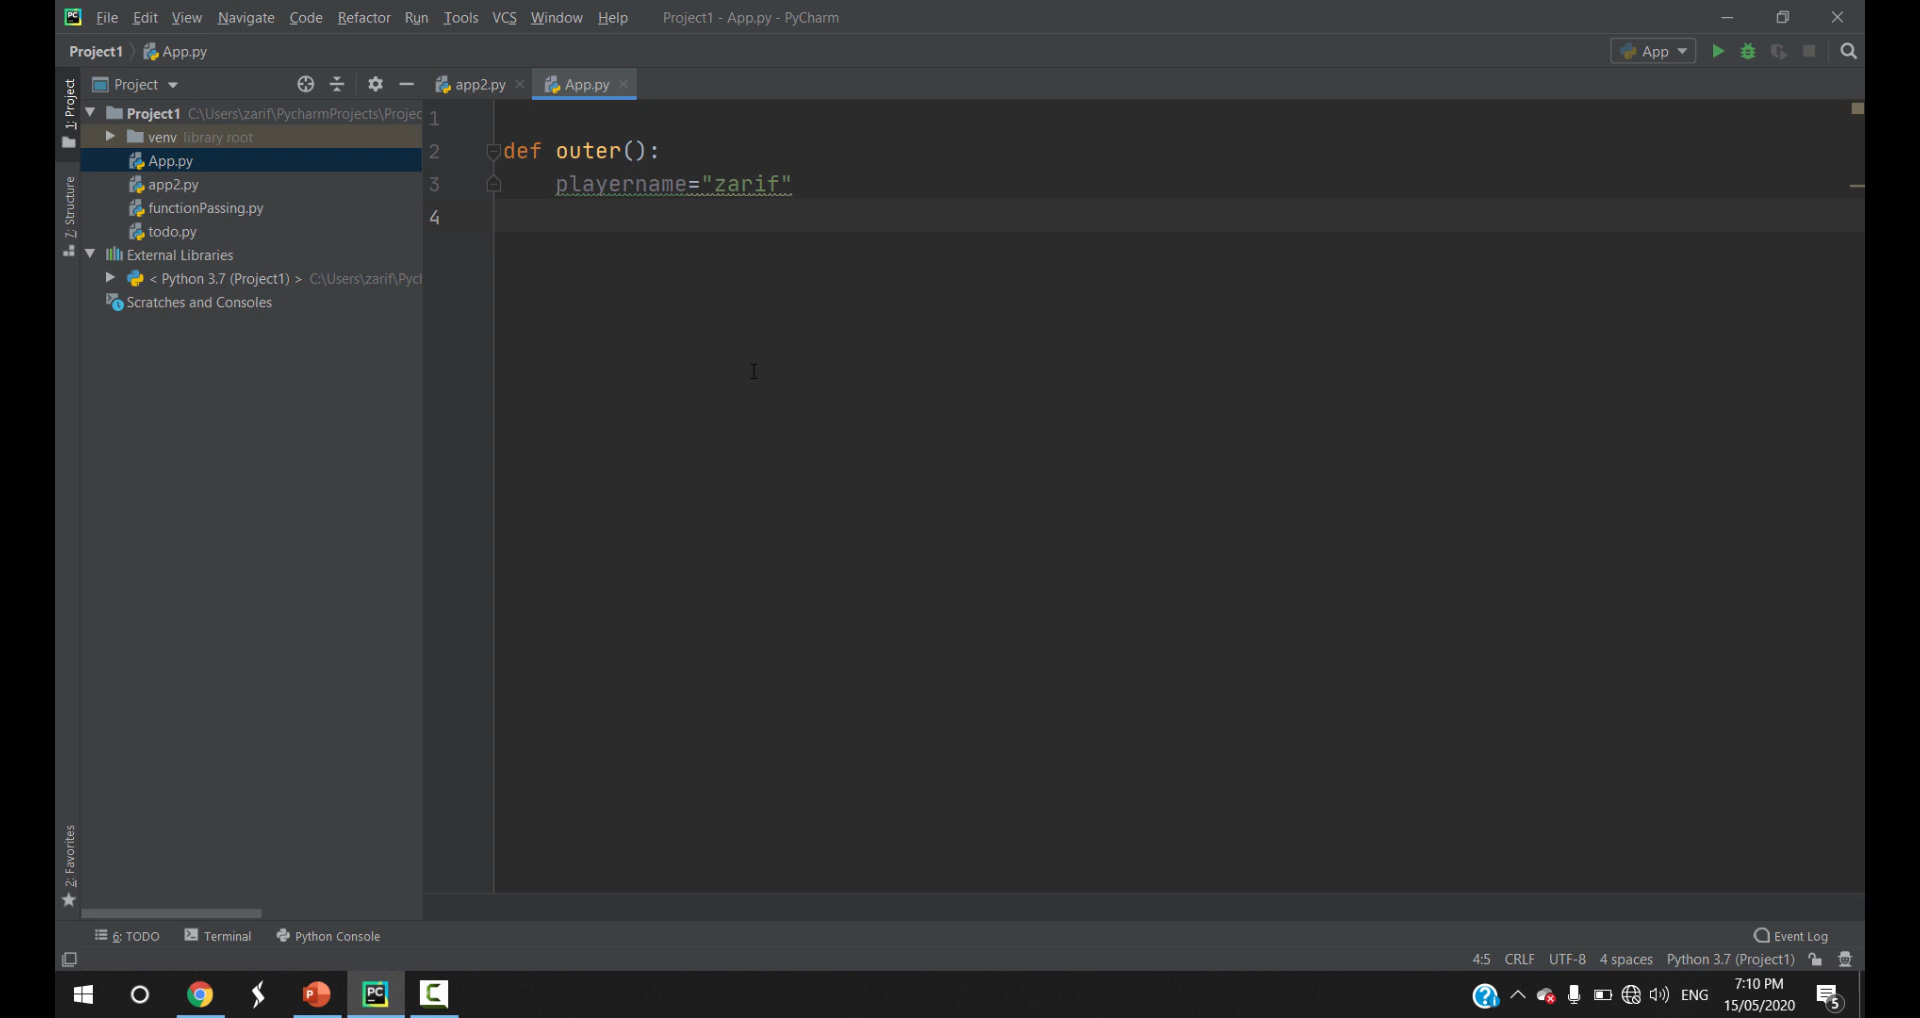 File Edit View Navigate Code Refactor Run Tools VCS Window Help Project1 - App.py - PyCharm
Project1 App.py App
1: Project
Project app2.py App.py
Project1 C:\Users\zarif\PycharmProjects\Projec
venv library root
App.py
app2.py
functionPassing.py
todo.py
External Libraries
< Python 3.7 (Project1) > C:\Users\zarif\Pycl
Scratches and Consoles
7: Structure
2: Favorites
1
2 def outer():
3 playername="zarif"
4
6: TODO Terminal Python Console Event Log
4:5 CRLF UTF-8 4 spaces Python 3.7 (Project1)
ENG 7:10 PM
15/05/2020
5